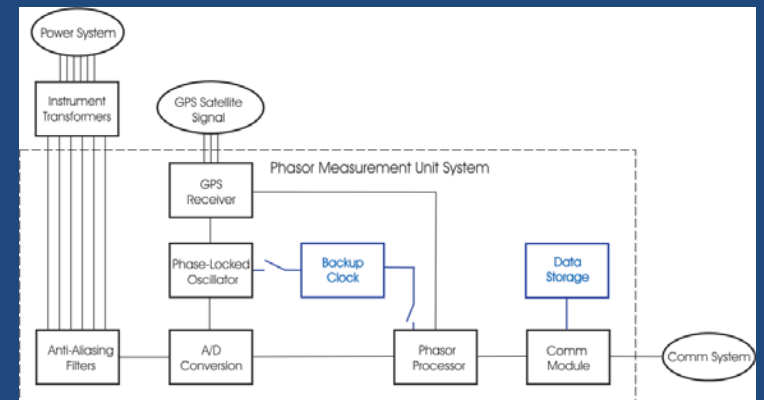 Power System
Instrument
Transformers
GPS Satellite
Signal
Phasor Measurement Unit System
GPS
Receiver
Phase-Locked
Oscillator
Backup
Clock
Data
Storage
Anti-Aliasing
Filters
A/D
Conversion
Phasor
Processor
Comm
Module
Comm System